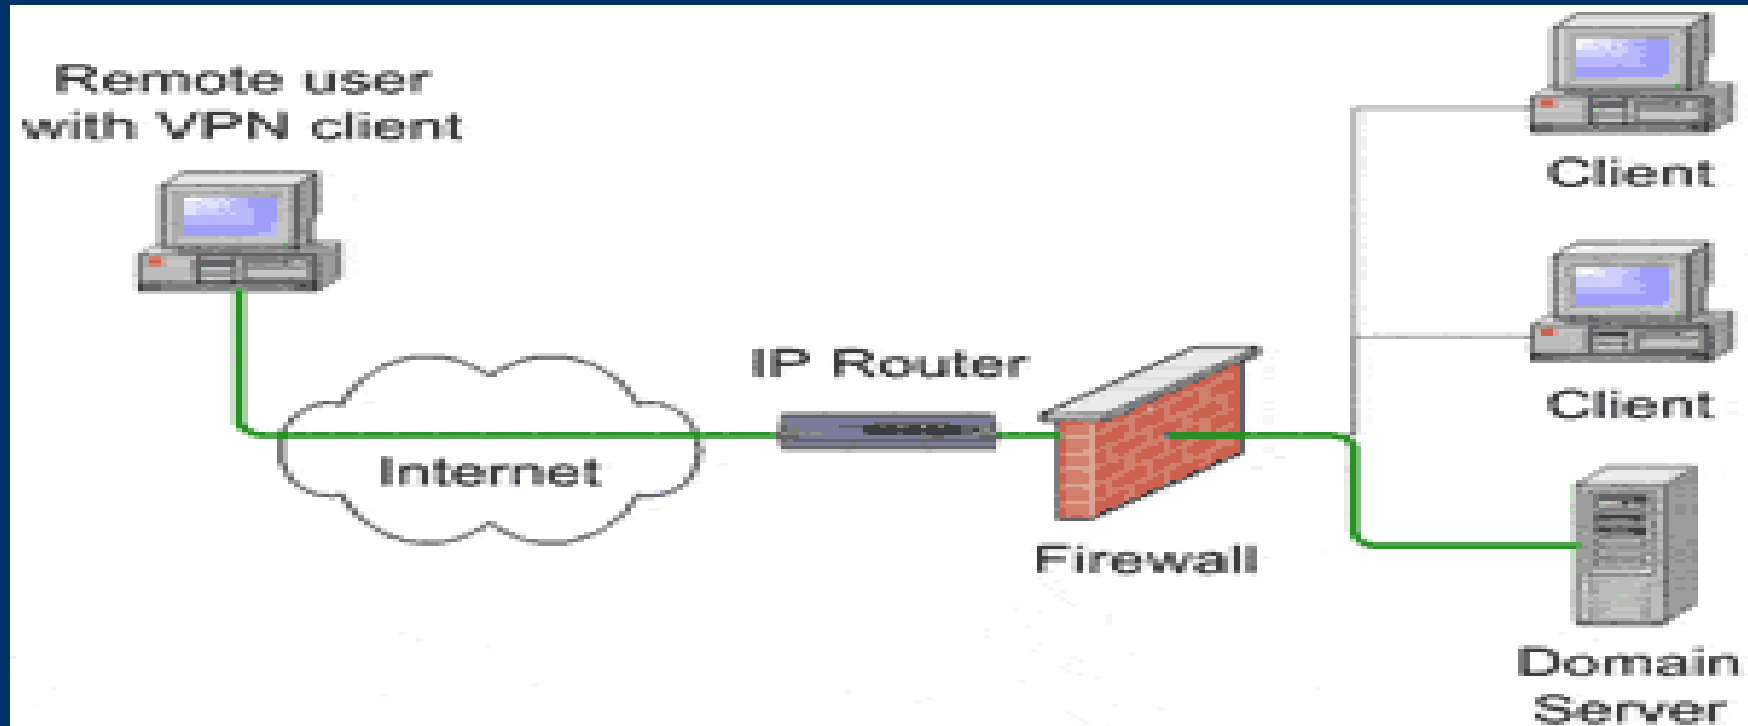 Remote user
with VPN client
Internet
IP Router
Firewall
Client
Client
Domain
Server